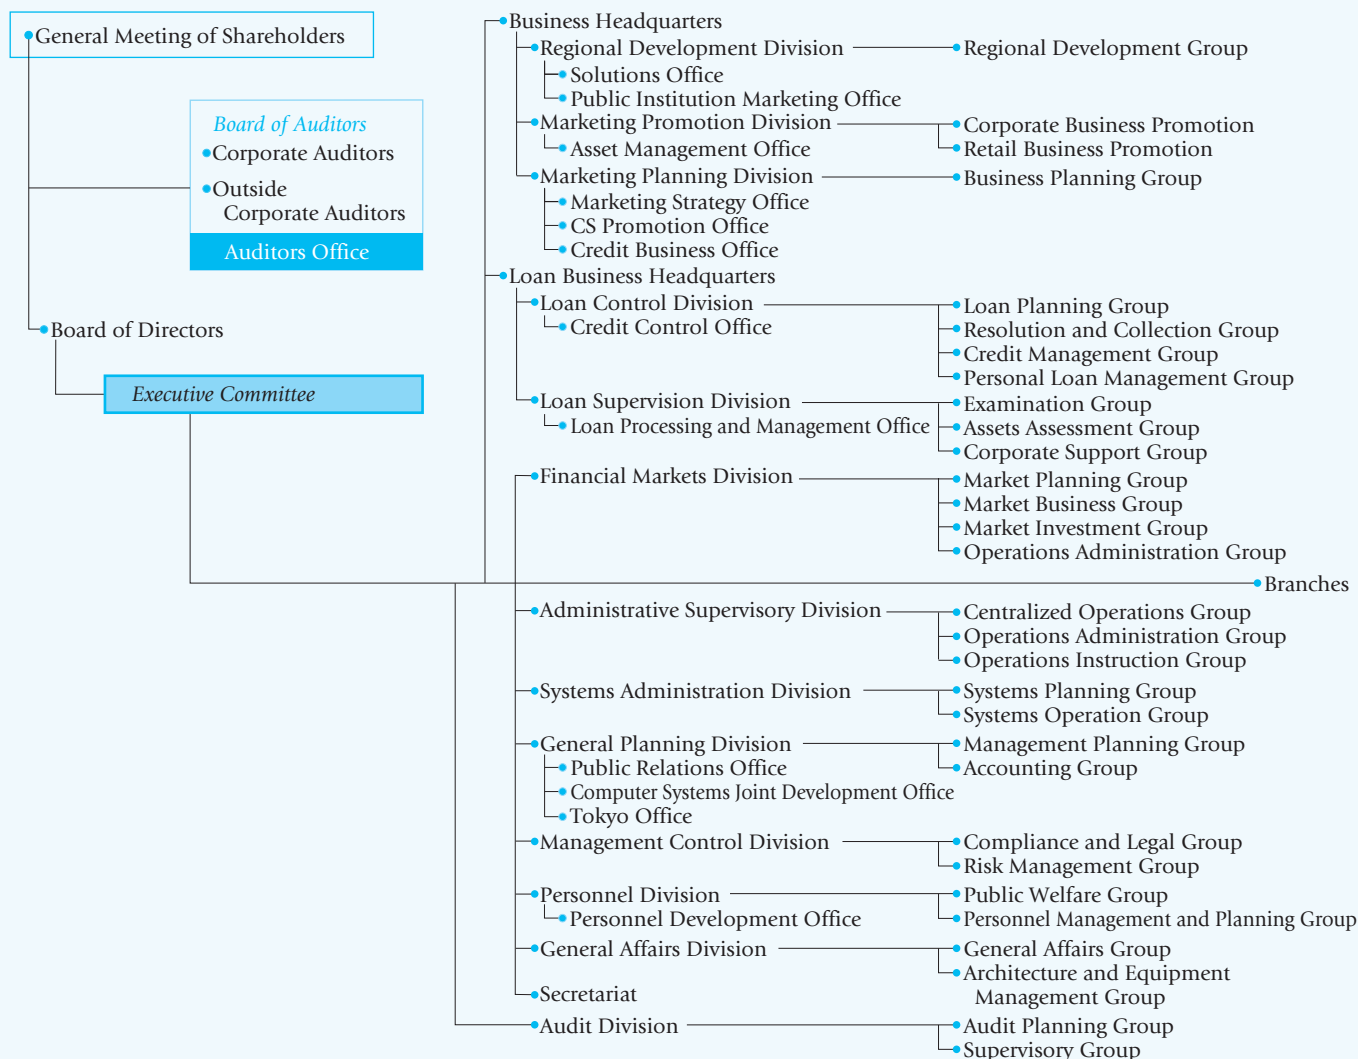 General Meeting of Shareholders
Board of Auditors
Corporate Auditors
Outside
Corporate Auditors
Auditors Office
Board of Directors
Executive Committee
Business Headquarters
Regional Development Division
Regional Development Group
Solutions Office
Public Institution Marketing Office
Marketing Promotion Division
Corporate Business Promotion
Asset Management Office
Retail Business Promotion
Marketing Planning Division
Business Planning Group
Marketing Strategy Office
CS Promotion Office
Credit Business Office
Loan Business Headquarters
Loan Control Division
Loan Planning Group
Credit Control Office
Resolution and Collection Group
Credit Management Group
Personal Loan Management Group
Loan Supervision Division
Examination Group
Loan Processing and Management Office
Assets Assessment Group
Corporate Support Group
Financial Markets Division
Market Planning Group
Market Business Group
Market Investment Group
Operations Administration Group
Branches
Administrative Supervisory Division
Centralized Operations Group
Operations Administration Group
Operations Instruction Group
Systems Administration Division
Systems Planning Group
Systems Operation Group
General Planning Division
Management Planning Group
Public Relations Office
Accounting Group
Computer Systems Joint Development Office
Tokyo Office
Management Control Division
Compliance and Legal Group
Risk Management Group
Personnel Division
Public Welfare Group
Personnel Development Office
Personnel Management and Planning Group
General Affairs Division
General Affairs Group
Architecture and Equipment
Management Group
Secretariat
Audit Division
Audit Planning Group
Supervisory Group